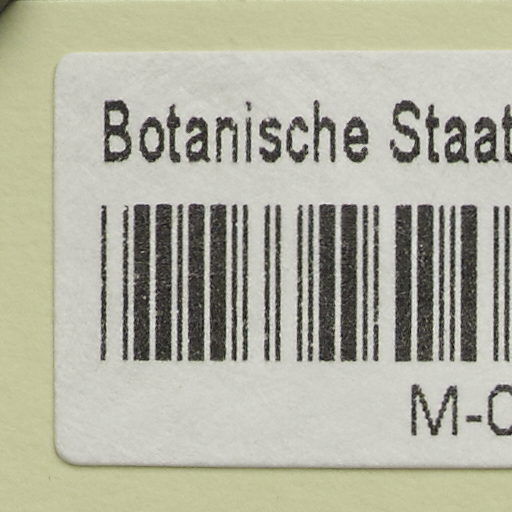 Botanische Staat
M-